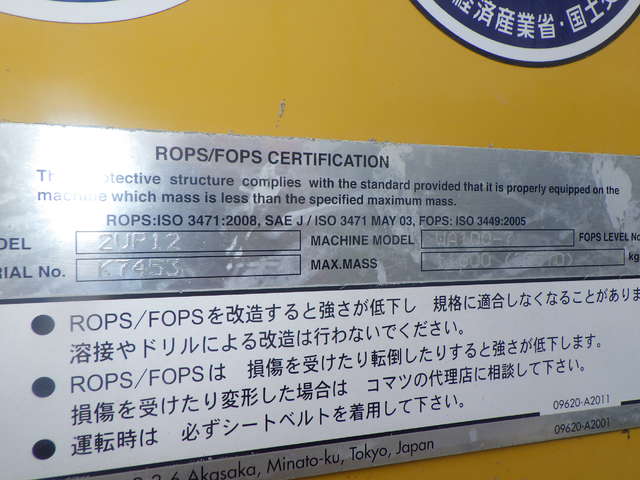 経済産業省・国土交
ROPS/FOPS CERTIFICATION
protective structure complies with the standard provided that it is properly equipped on the
machine which mass is less than the specified maximum mass.
ROPS:ISO 3471:2008, SAE J / ISO 3471 MAY 03, FOPS: ISO 3449:2005
DEL MACHINE MODEL FOPS LEVEL No
RIAL No. K7453 MAX.MASS kg
● ROPS/FOPSを改造すると強さが低下し 規格に適合しなくなることがありま
溶接やドリルによる改造は行わないでください。
● ROPS/FOPSは 損傷を受けたり転倒したりすると強さが低下します。
損傷を受けたり変形した場合は コマツの代理店に相談して下さい。
● 運転時は 必ずシートベルトを着用して下さい。
09620-A2011
09620-A2001
3-6 Akasaka, Minato-ku, Tokyo, Japan